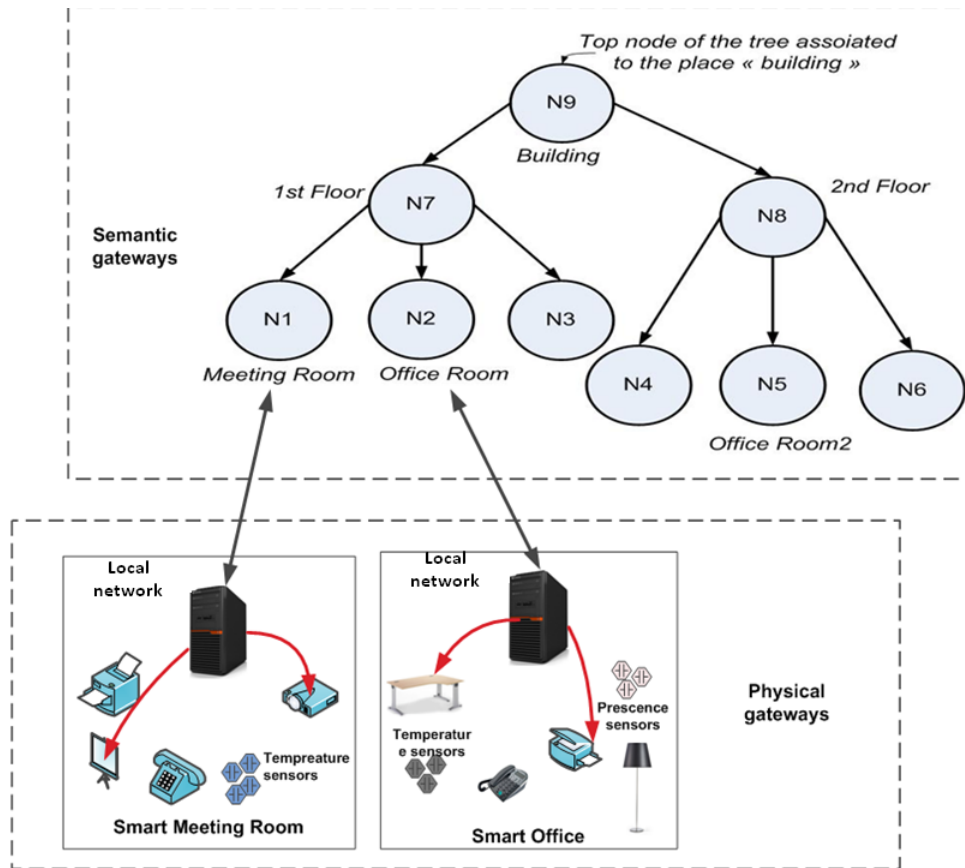 Top node of the tree assoiated
to the place « building »
N9
Building
1st Floor
N7
2nd Floor
N8
Semantic
gateways
N1
N2
N3
Meeting Room
Office Room
N4
N5
N6
Office Room2
Local
network
Local
network
Physical
gateways
Prescence
sensors
Temperatur
e sensors
Tempreature
sensors
Smart Meeting Room
Smart Office